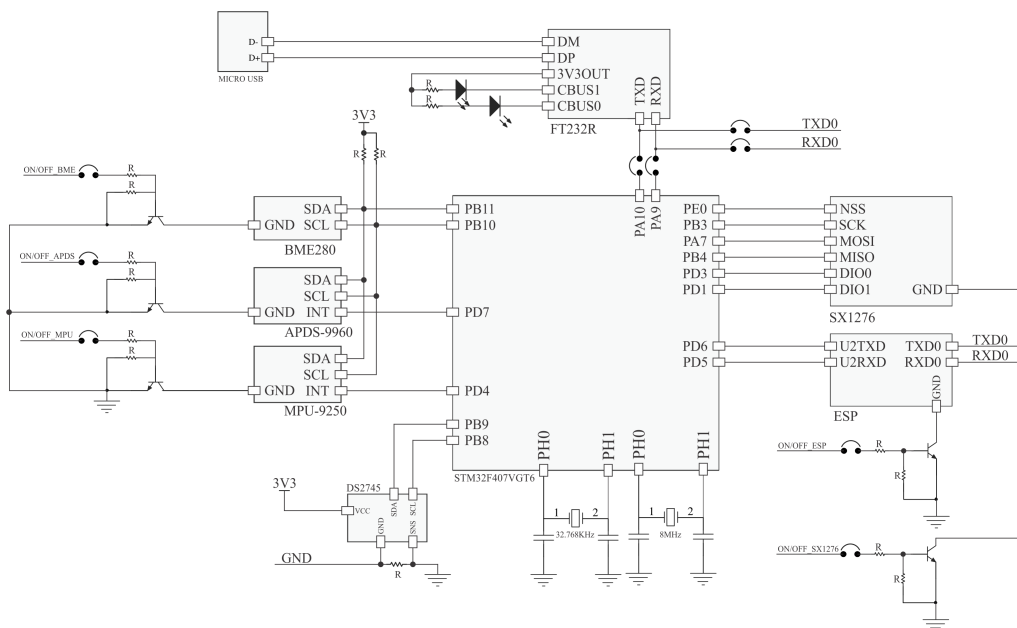 D-
D+
MICRO USB
DM
DP
3V3OUT
CBUS1
CBUS0
TXD
RXD
FT232R
R
R
TXD0
RXD0
3V3
R
R
ON/OFF_BME
R
R
GND
SDA
SCL
BME280
ON/OFF_APDS
R
R
GND
SDA
SCL
INT
APDS-9960
ON/OFF_MPU
R
R
GND
SDA
SCL
INT
MPU-9250
PB11
PB10
PD7
PD4
PB9
PB8
PA10
PA9
PE0
PB3
PA7
PB4
PD3
PD1
PD6
PD5
PH0
PH1
PH0
PH1
STM32F407VGT6
NSS
SCK
MOSI
MISO
DIO0
DIO1
GND
SX1276
U2TXD
U2RXD
TXD0
RXD0
GND
ESP
TXD0
RXD0
DS2745
3V3
VCC
SDA
SCL
GND
SNS
GND
R
1
2
32.768KHz
1
2
8MHz
ON/OFF_ESP
R
R
ON/OFF_SX1276
R
R